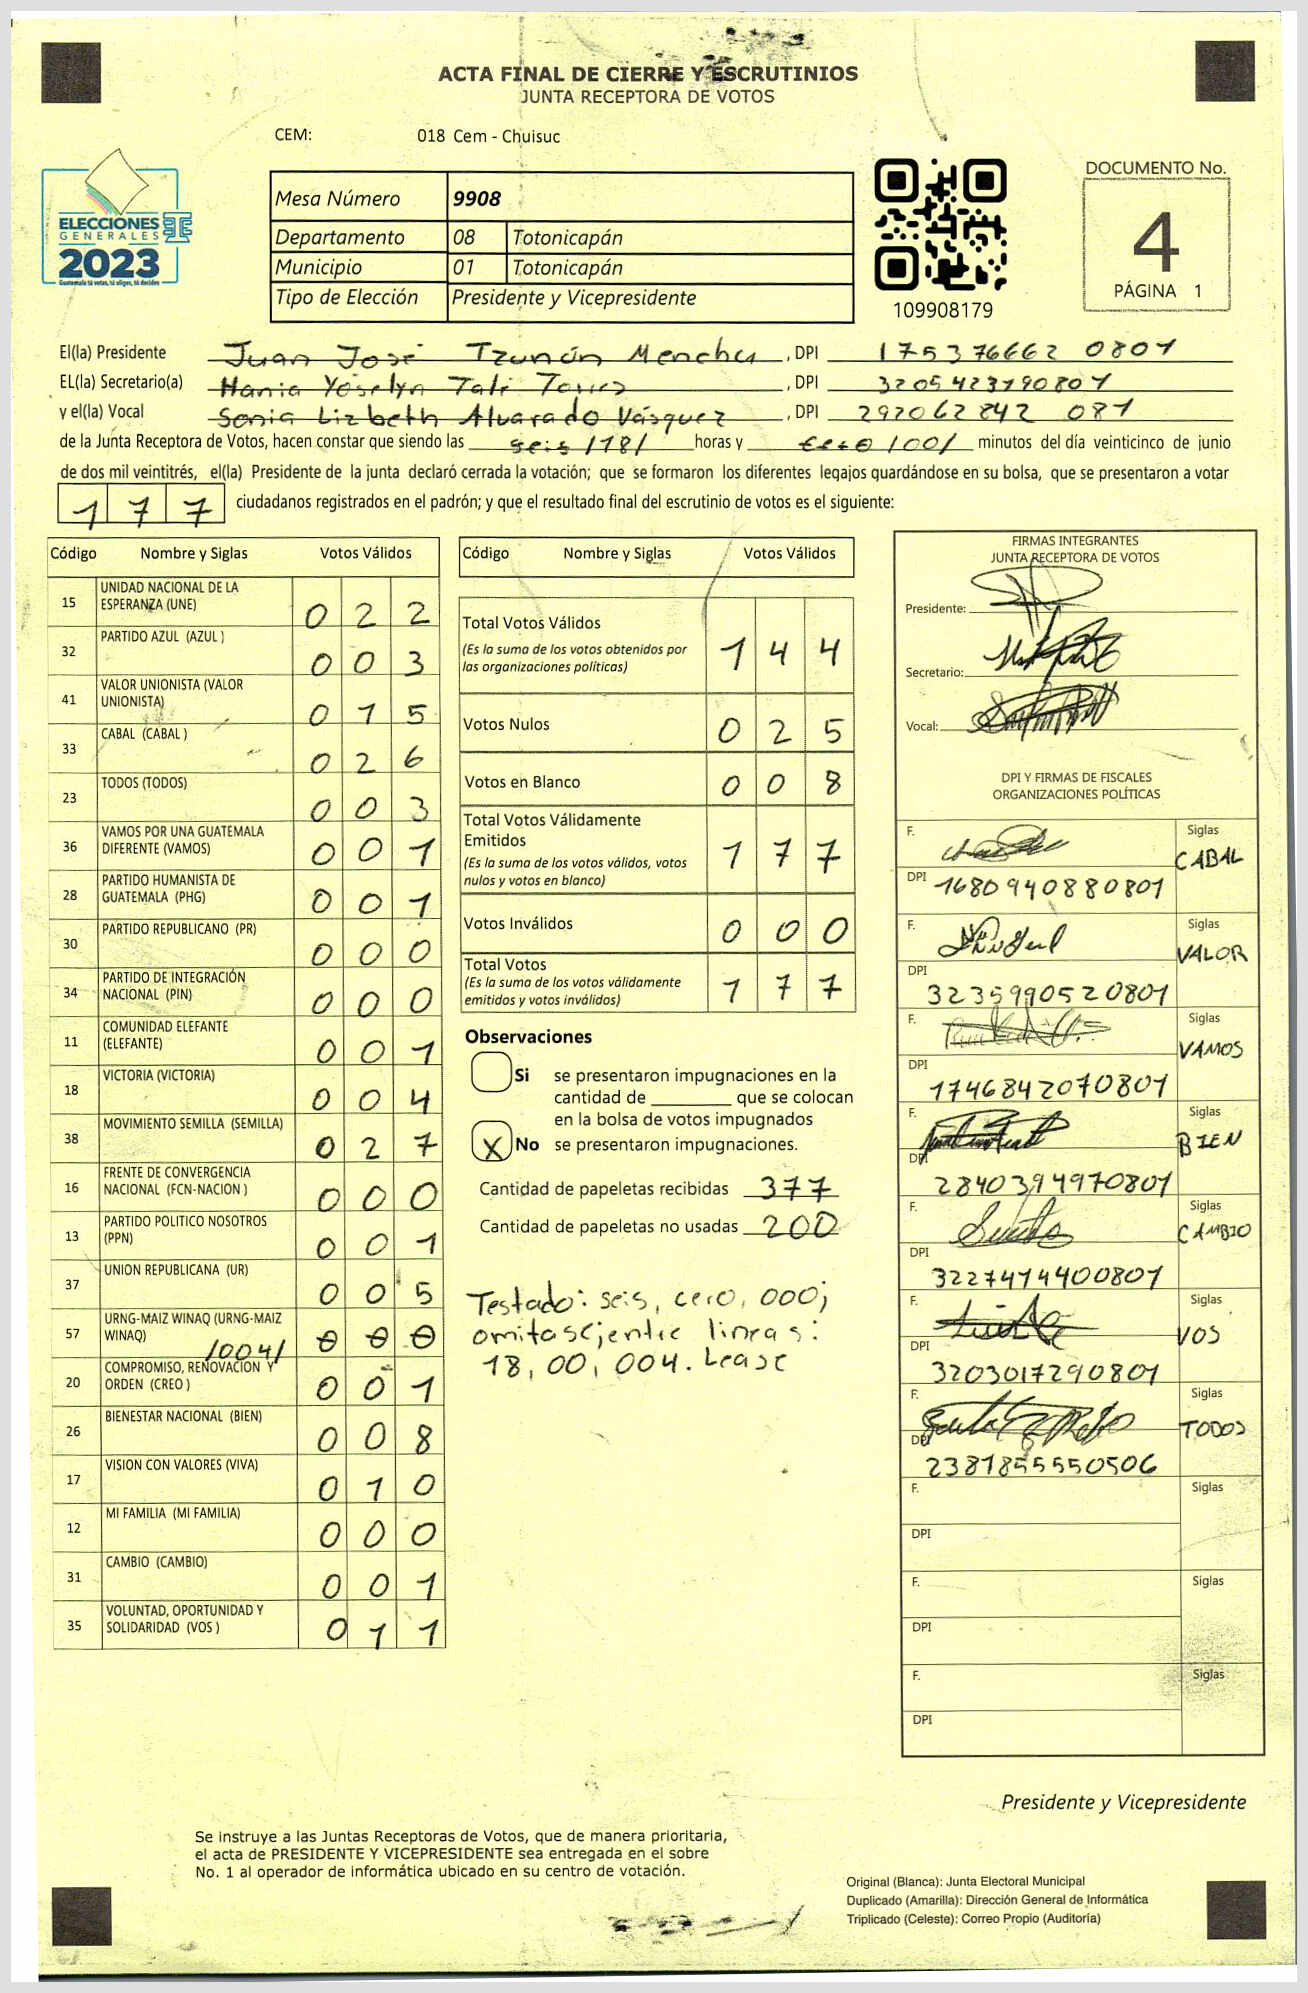 ACTA FINAL DE CIERRE Y ESCRUTINIOS
JUNTA RECEPTORA DE VOTOS
CEM: 018 Cem - Chuisuc
ELECCIONES
GENERALES
2023
Guatemala tú votas, tú eliges, tú decides
TSE
Mesa Número 9908
Departamento 08 Totonicapán
Municipio 01 Totonicapán
Tipo de Elección Presidente y Vicepresidente
109908179
DOCUMENTO No.
4
PÁGINA 1
El(la) Presidente Juan José Tzunún Menchu, DPI 175376662 0801
EL(la) Secretario(a) Hania Yoselyn Talé Torres, DPI 3205423190801
y el(la) Vocal Sonia Lizbeth Alvarado Vásquez, DPI 292062842 081
de la Junta Receptora de Votos, hacen constar que siendo las seis /18/ horas y cero /00/ minutos del día veinticinco de junio
de dos mil veintitrés, el(la) Presidente de la junta declaró cerrada la votación; que se formaron los diferentes legajos guardándose en su bolsa, que se presentaron a votar
177 ciudadanos registrados en el padrón; y que el resultado final del escrutinio de votos es el siguiente:
Código Nombre y Siglas Votos Válidos
15 UNIDAD NACIONAL DE LA ESPERANZA (UNE) 0 2 2
32 PARTIDO AZUL (AZUL ) 0 0 3
41 VALOR UNIONISTA (VALOR UNIONISTA) 0 1 5
33 CABAL (CABAL ) 0 2 6
23 TODOS (TODOS) 0 0 3
36 VAMOS POR UNA GUATEMALA DIFERENTE (VAMOS) 0 0 1
28 PARTIDO HUMANISTA DE GUATEMALA (PHG) 0 0 1
30 PARTIDO REPUBLICANO (PR) 0 0 0
34 PARTIDO DE INTEGRACIÓN NACIONAL (PIN) 0 0 0
11 COMUNIDAD ELEFANTE (ELEFANTE) 0 0 1
18 VICTORIA (VICTORIA) 0 0 4
38 MOVIMIENTO SEMILLA (SEMILLA) 0 2 7
16 FRENTE DE CONVERGENCIA NACIONAL (FCN-NACION ) 0 0 0
13 PARTIDO POLITICO NOSOTROS (PPN) 0 0 1
37 UNION REPUBLICANA (UR) 0 0 5
57 URNG-MAIZ WINAQ (URNG-MAIZ WINAQ) /004/ 0 0 0
20 COMPROMISO, RENOVACION Y ORDEN (CREO ) 0 0 1
26 BIENESTAR NACIONAL (BIEN) 0 0 8
17 VISION CON VALORES (VIVA) 0 1 0
12 MI FAMILIA (MI FAMILIA) 0 0 0
31 CAMBIO (CAMBIO) 0 0 1
35 VOLUNTAD, OPORTUNIDAD Y SOLIDARIDAD (VOS ) 0 1 1
Código Nombre y Siglas Votos Válidos
Total Votos Válidos 1 4 4
(Es la suma de los votos obtenidos por
las organizaciones políticas)
Votos Nulos 0 2 5
Votos en Blanco 0 0 8
Total Votos Válidamente
Emitidos 1 7 7
(Es la suma de los votos válidos, votos
nulos y votos en blanco)
Votos Inválidos 0 0 0
Total Votos 1 7 7
(Es la suma de los votos válidamente
emitidos y votos inválidos)
Observaciones
Si se presentaron impugnaciones en la
cantidad de ________ que se colocan
en la bolsa de votos impugnados
X No se presentaron impugnaciones.
Cantidad de papeletas recibidas 377
Cantidad de papeletas no usadas 200
Testado: seis, cero, 000;
omitase; entre lineas:
18, 00, 004. Lease
FIRMAS INTEGRANTES
JUNTA RECEPTORA DE VOTOS
Presidente:
Secretario:
Vocal:
DPI Y FIRMAS DE FISCALES
ORGANIZACIONES POLÍTICAS
F. Siglas
CABAL
DPI 1680940880801
F. Siglas
VALOR
DPI
3235990520801
F. Siglas
VAMOS
DPI
1746842070801
F. Siglas
BIEN
DPI
2840394970801
F. Siglas
CAMBIO
DPI
3227414400801
F. Siglas
VOS
DPI
3203017290801
F. Siglas
TODOS
DPI
2381855550506
F. Siglas
DPI
F. Siglas
DPI
F. Siglas
DPI
Presidente y Vicepresidente
Se instruye a las Juntas Receptoras de Votos, que de manera prioritaria,
el acta de PRESIDENTE Y VICEPRESIDENTE sea entregada en el sobre
No. 1 al operador de informática ubicado en su centro de votación.
Original (Blanca): Junta Electoral Municipal
Duplicado (Amarilla): Dirección General de Informática
Triplicado (Celeste): Correo Propio (Auditoría)